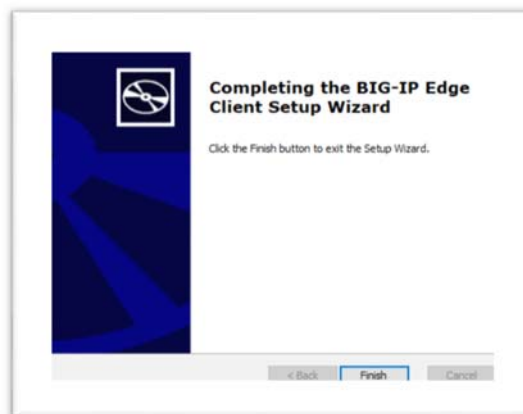 Completing the BIG-IP Edge
Client Setup Wizard
Click the Finish button to exit the Setup Wizard.
< Back Finish Cancel